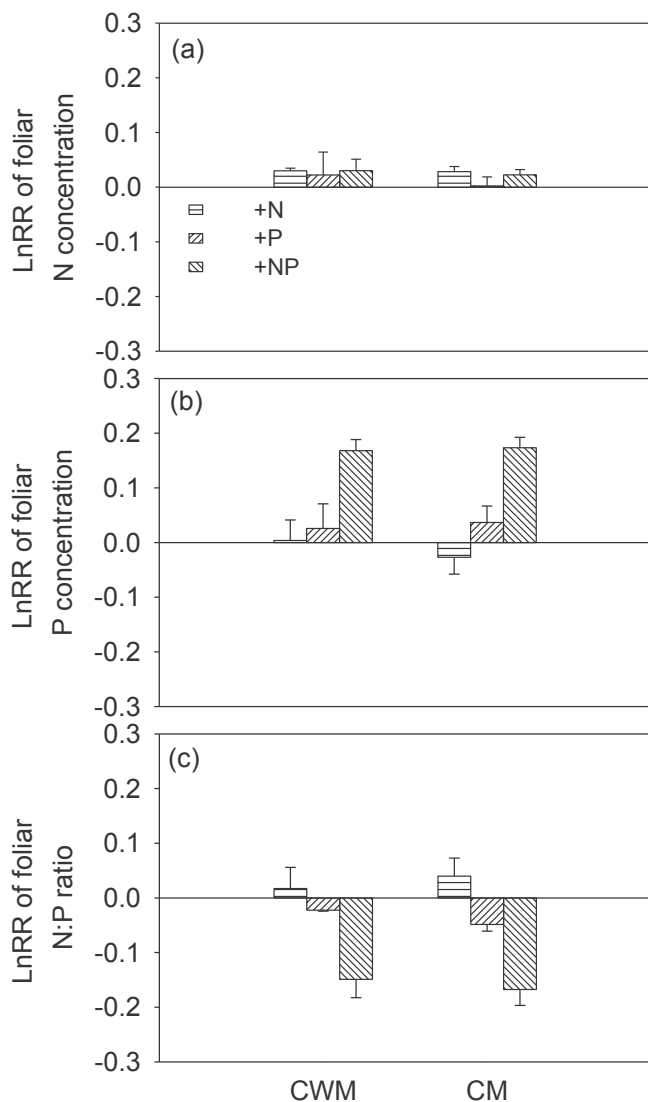 0.3
(a)
0.2
0.1
0.0
-0.1
-0.2
-0.3
LnRR of foliar
N concentration
+N
+P
+NP
0.3
(b)
0.2
0.1
0.0
-0.1
-0.2
-0.3
LnRR of foliar
P concentration
0.3
(c)
0.2
0.1
0.0
-0.1
-0.2
-0.3
LnRR of foliar
N:P ratio
CWM CM